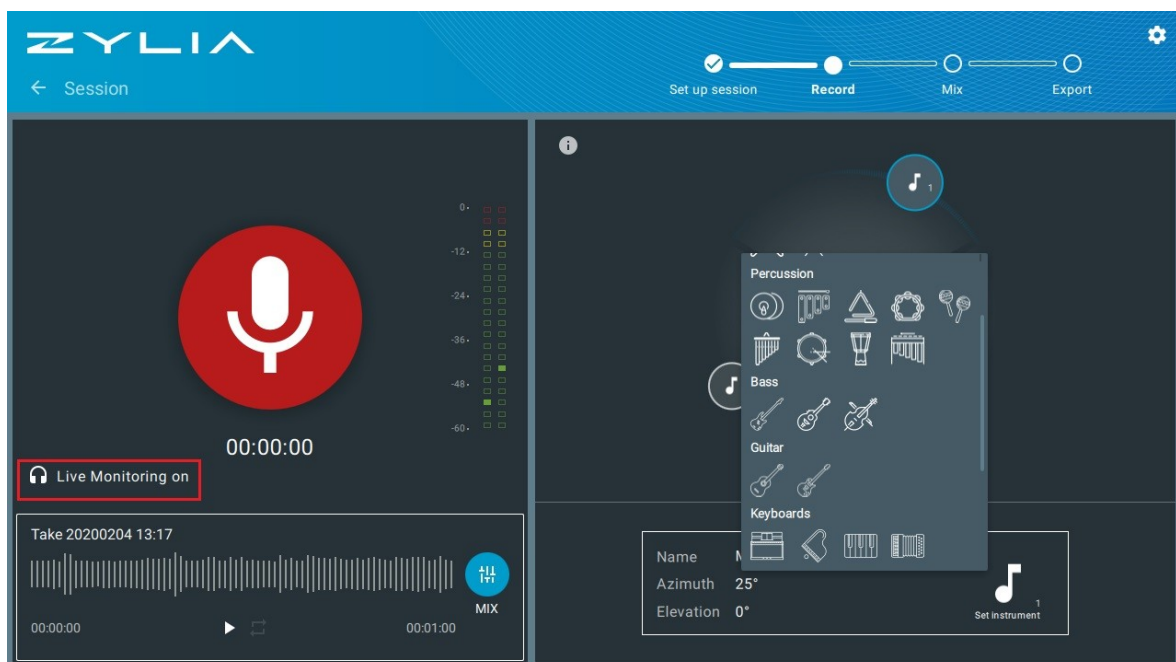 ZYLIA
Session
Set up session
Record
Mix
Export
0
-12
-24
-36
-48
-60
00:00:00
Live Monitoring on
Take 20200204 13:17
MIX
00:00:00
00:01:00
1
Percussion
Bass
Guitar
Keyboards
Name
Azimuth 25°
Elevation 0°
1
Set instrument